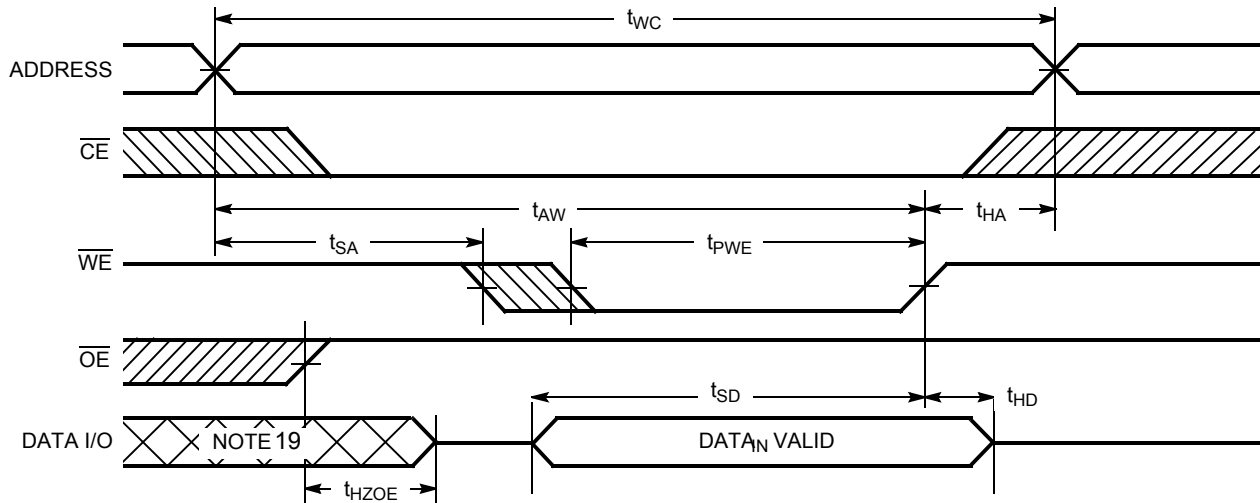 tWC
ADDRESS
CE
tAW
tHA
tSA
tPWE
WE
OE
tSD
tHD
DATA I/O
NOTE 19
DATAIN VALID
tHZOE